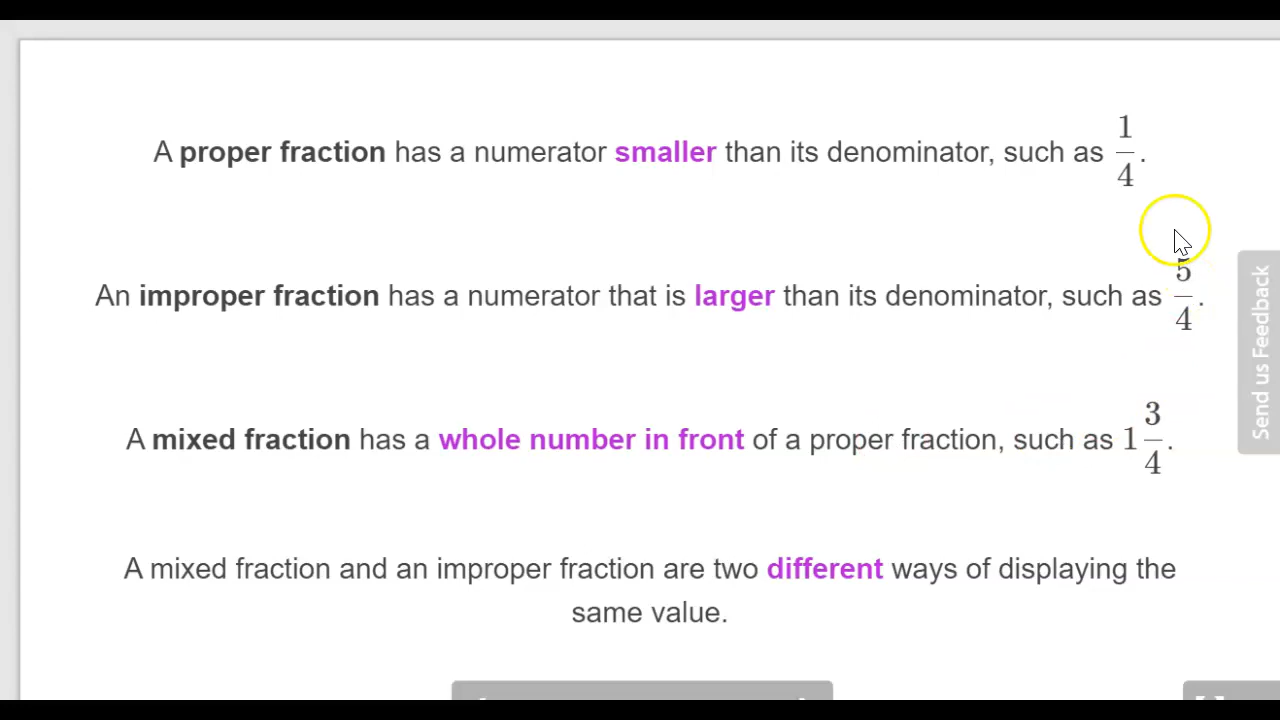 A proper fraction has a numerator smaller than its denominator, such as 1/4.
An improper fraction has a numerator that is larger than its denominator, such as 5/4.
A mixed fraction has a whole number in front of a proper fraction, such as 1 3/4.
A mixed fraction and an improper fraction are two different ways of displaying the
same value.
Send us Feedback